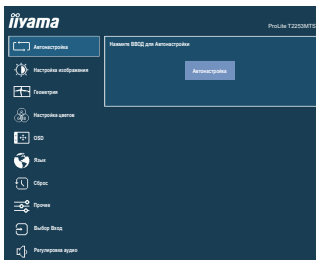 iiyama
ProLite T2253MTS
Автонастройка
Нажмите ВВОД для Автонастройки
Автонастройка
Настройка изображения
Геометрия
Настройка цветов
OSD
Язык
Сброс
Прочее
Выбор Вход
Регулировка аудио